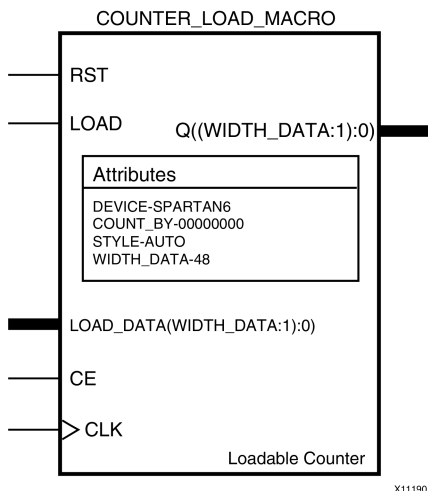 COUNTER_LOAD_MACRO
RST
LOAD
Q((WIDTH_DATA:1):0)
Attributes
DEVICE-SPARTAN6
COUNT_BY-00000000
STYLE-AUTO
WIDTH_DATA-48
LOAD_DATA(WIDTH_DATA:1):0)
CE
CLK
Loadable Counter
X11190